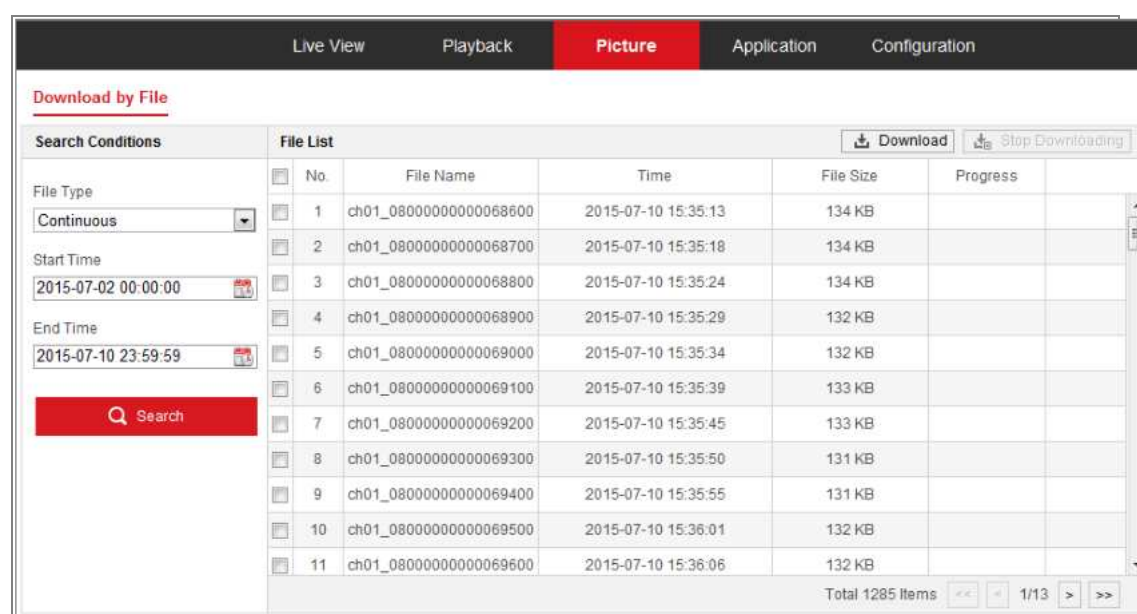 Live View Playback Picture Application Configuration
Download by File
Search Conditions
File Type
Continuous
Start Time
2015-07-02 00:00:00
End Time
2015-07-10 23:59:59
Search
File List Download Stop Downloading
No. File Name Time File Size Progress
1 ch01_08000000000068600 2015-07-10 15:35:13 134 KB
2 ch01_08000000000068700 2015-07-10 15:35:18 134 KB
3 ch01_08000000000068800 2015-07-10 15:35:24 134 KB
4 ch01_08000000000068900 2015-07-10 15:35:29 132 KB
5 ch01_08000000000069000 2015-07-10 15:35:34 132 KB
6 ch01_08000000000069100 2015-07-10 15:35:39 133 KB
7 ch01_08000000000069200 2015-07-10 15:35:45 133 KB
8 ch01_08000000000069300 2015-07-10 15:35:50 131 KB
9 ch01_08000000000069400 2015-07-10 15:35:55 131 KB
10 ch01_08000000000069500 2015-07-10 15:36:01 132 KB
11 ch01_08000000000069600 2015-07-10 15:36:06 132 KB
Total 1285 Items << < 1/13 > >>